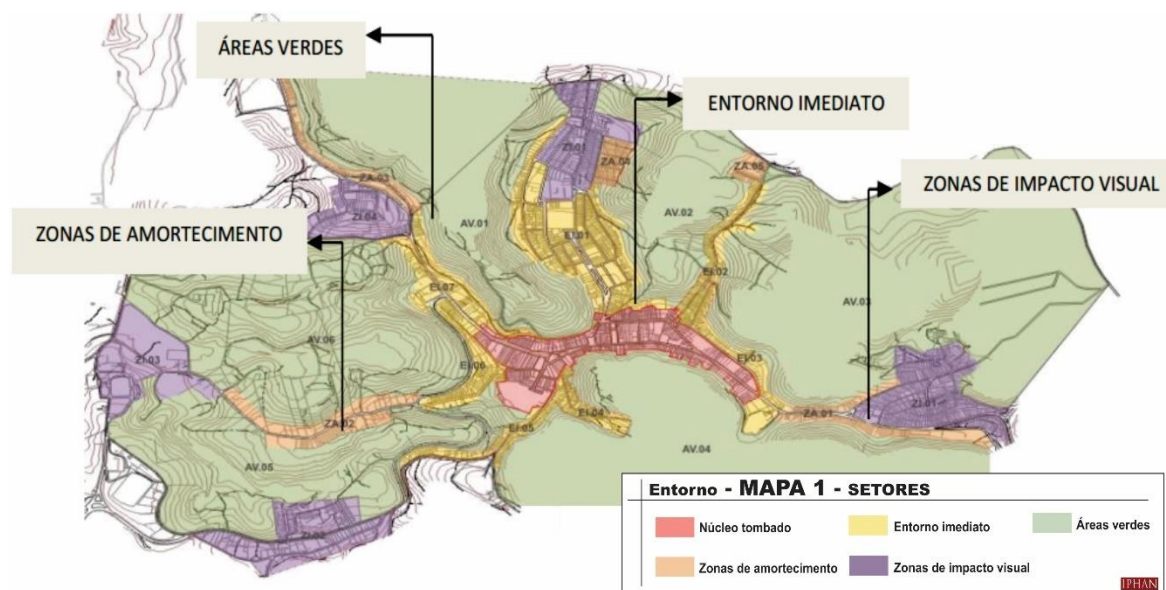 ÁREAS VERDES
ENTORNO IMEDIATO
ZONAS DE IMPACTO VISUAL
ZONAS DE AMORTECIMENTO
ZI.01
ZA.04
ZA.05
ZA.03
ZI.04
AV.01
AV.02
EI.01
EI.02
EI.07
AV.03
AV.06
ZI.03
EI.06
EI.03
ZA.01
ZI.01
EI.04
ZA.02
EI.05
AV.05
AV.04
Entorno - MAPA 1 - SETORES
Núcleo tombado
Entorno imediato
Áreas verdes
Zonas de amortecimento
Zonas de impacto visual
IPHAN